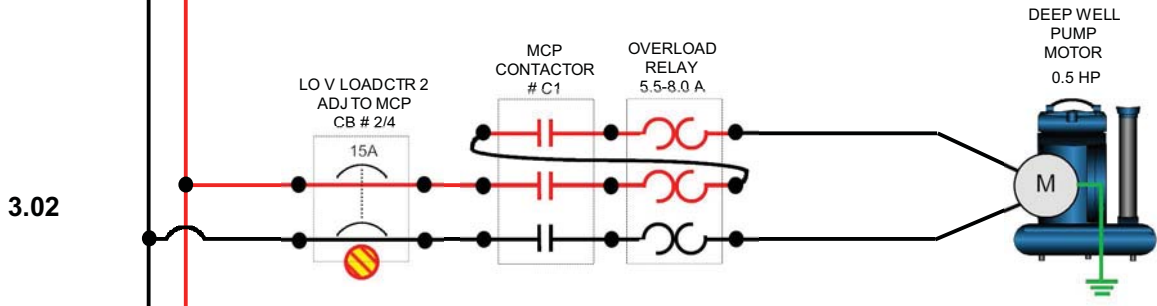 DEEP WELL
PUMP
MOTOR
0.5 HP
MCP
CONTACTOR
# C1
OVERLOAD
RELAY
5.5-8.0 A
LO V LOADCTR 2
ADJ TO MCP
CB # 2/4
15A
3.02
M